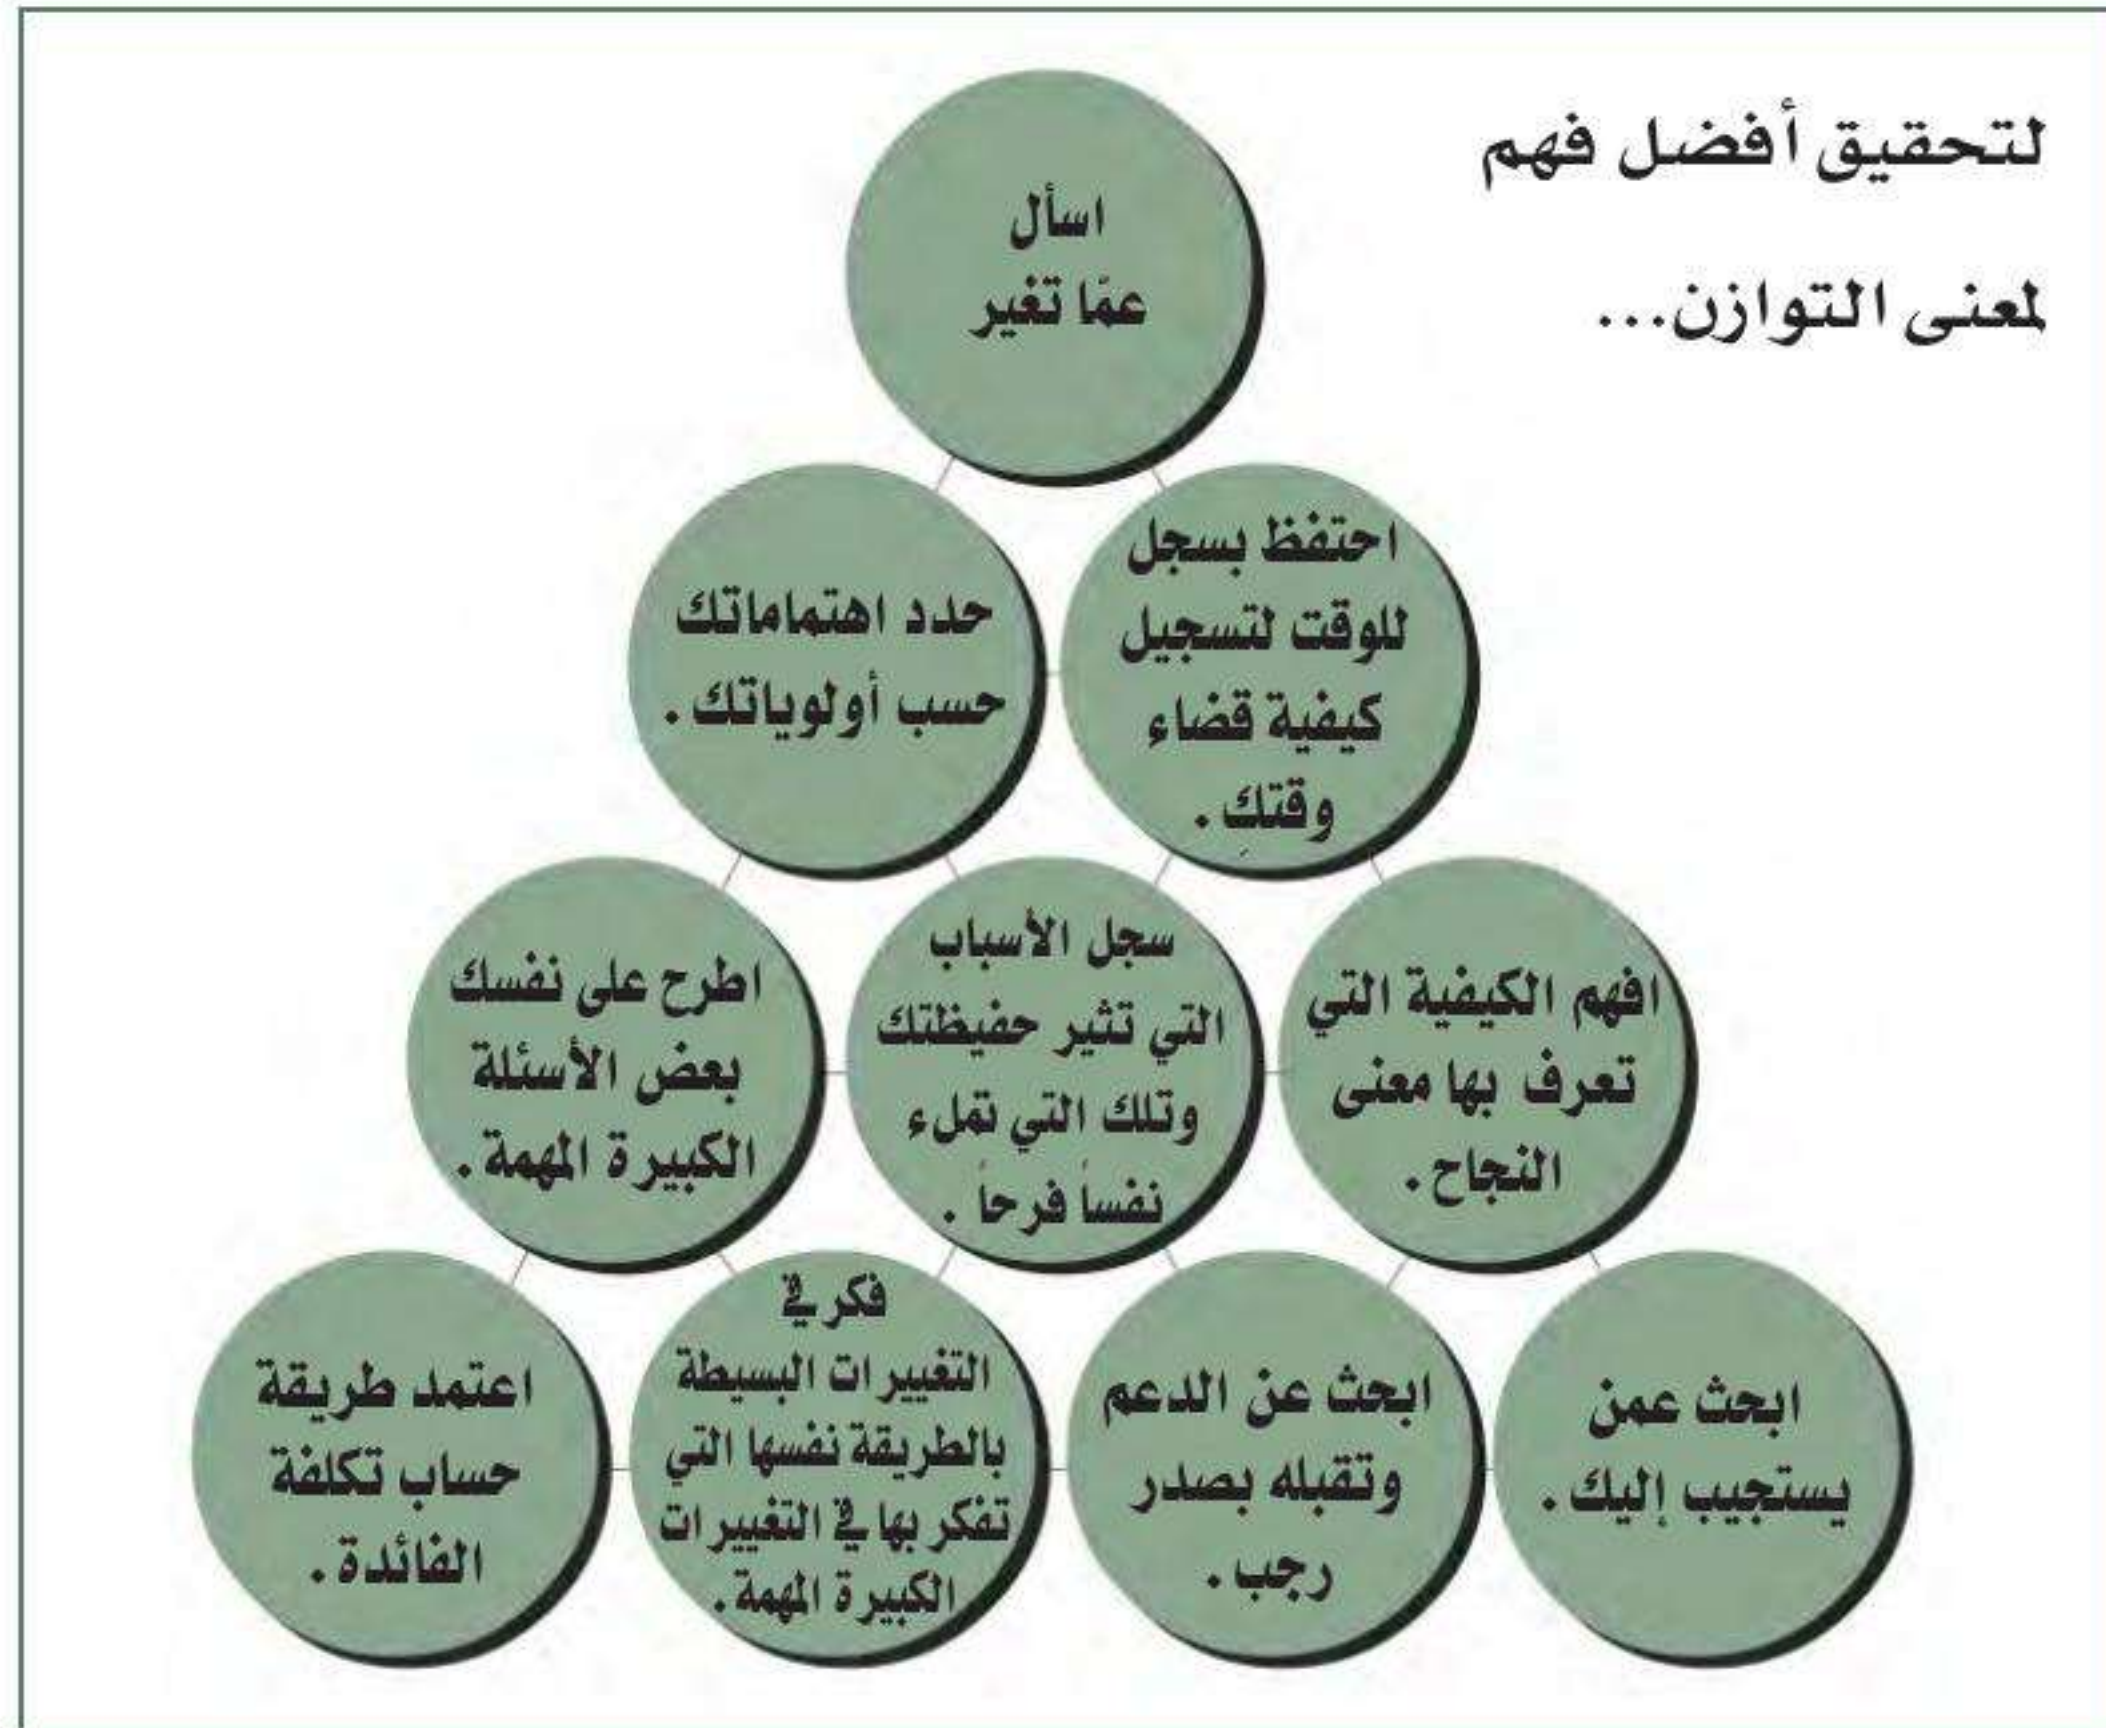 لتحقيق أفضل فهم
لمعنى التوازن...
اسأل
عمّا تغير
احتفظ بسجل
للوقت لتسجيل
كيفية قضاء
وقتكِ.
حدد اهتماماتك
حسب أولوياتك.
افهم الكيفية التي
تعرف بها معنى
النجاح.
سجل الأسباب
التي تثير حفيظتك
وتلك التي تملء
نفساً فرحاً.
اطرح على نفسك
بعض الأسئلة
الكبيرة المهمة.
ابحث عمن
يستجيب إليك.
ابحث عن الدعم
وتقبله بصدر
رجب.
فكر في
التغييرات البسيطة
بالطريقة نفسها التي
تفكر بها في التغييرات
الكبيرة المهمة.
اعتمد طريقة
حساب تكلفة
الفائدة.